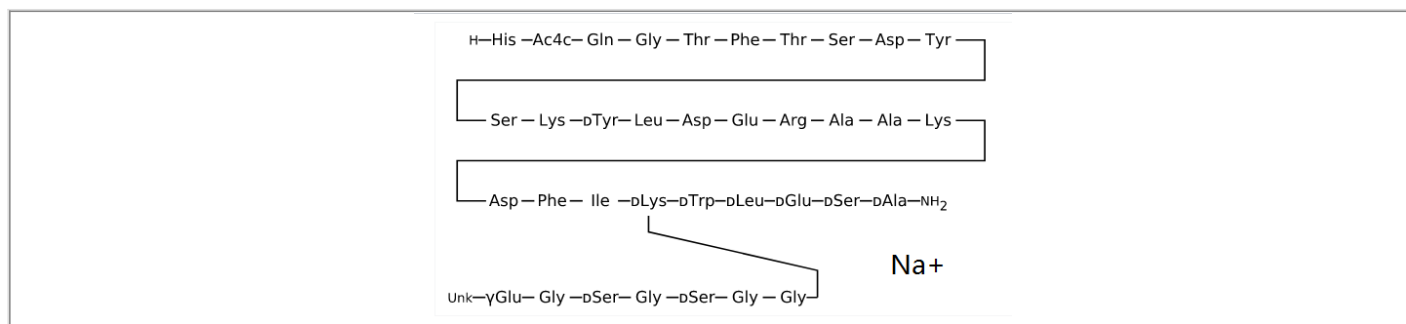 H—His —Ac4c— Gln — Gly — Thr — Phe — Thr — Ser — Asp — Tyr
Ser — Lys —DTyr— Leu — Asp — Glu — Arg — Ala — Ala — Lys
Asp — Phe — Ile —DLys—DTrp—DLeu—DGlu—DSer—DAla—NH2
Na+
Unk—γGlu— Gly —DSer— Gly —DSer— Gly — Gly